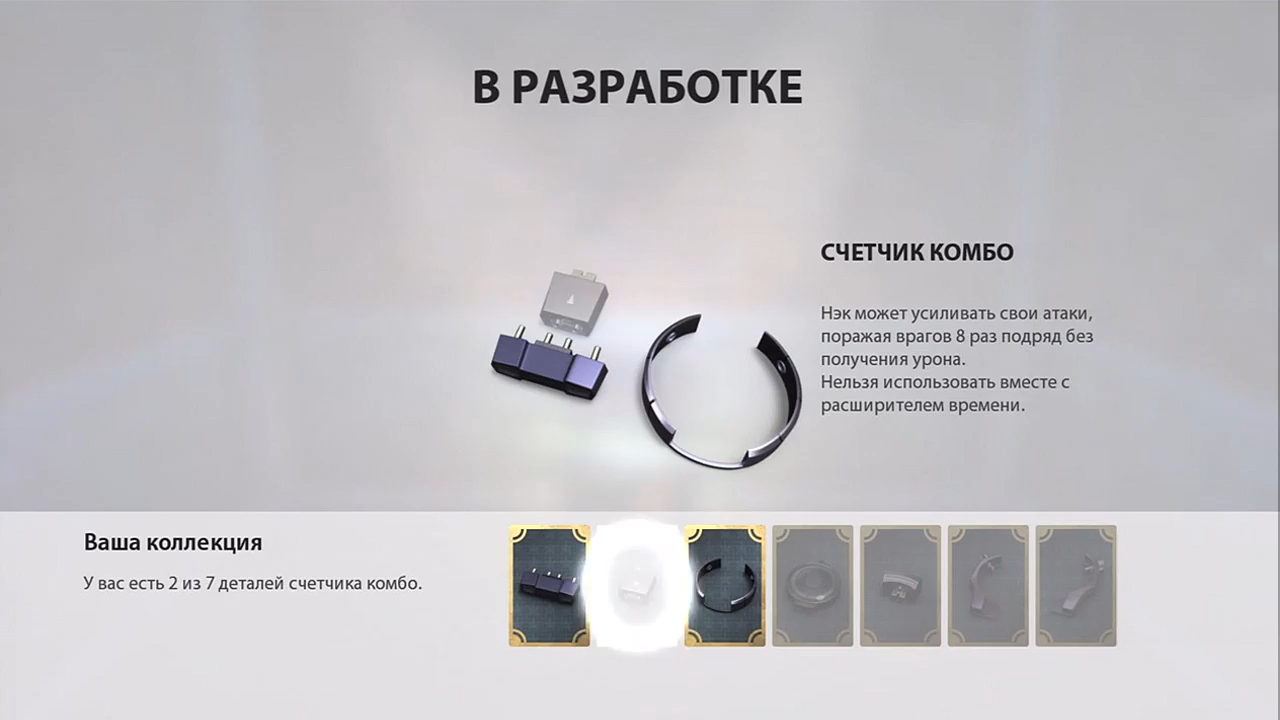 В РАЗРАБОТКЕ
СЧЕТЧИК КОМБО
Нэк может усиливать свои атаки,
поражая врагов 8 раз подряд без
получения урона.
Нельзя использовать вместе с
расширителем времени.
Ваша коллекция
У вас есть 2 из 7 деталей счетчика комбо.